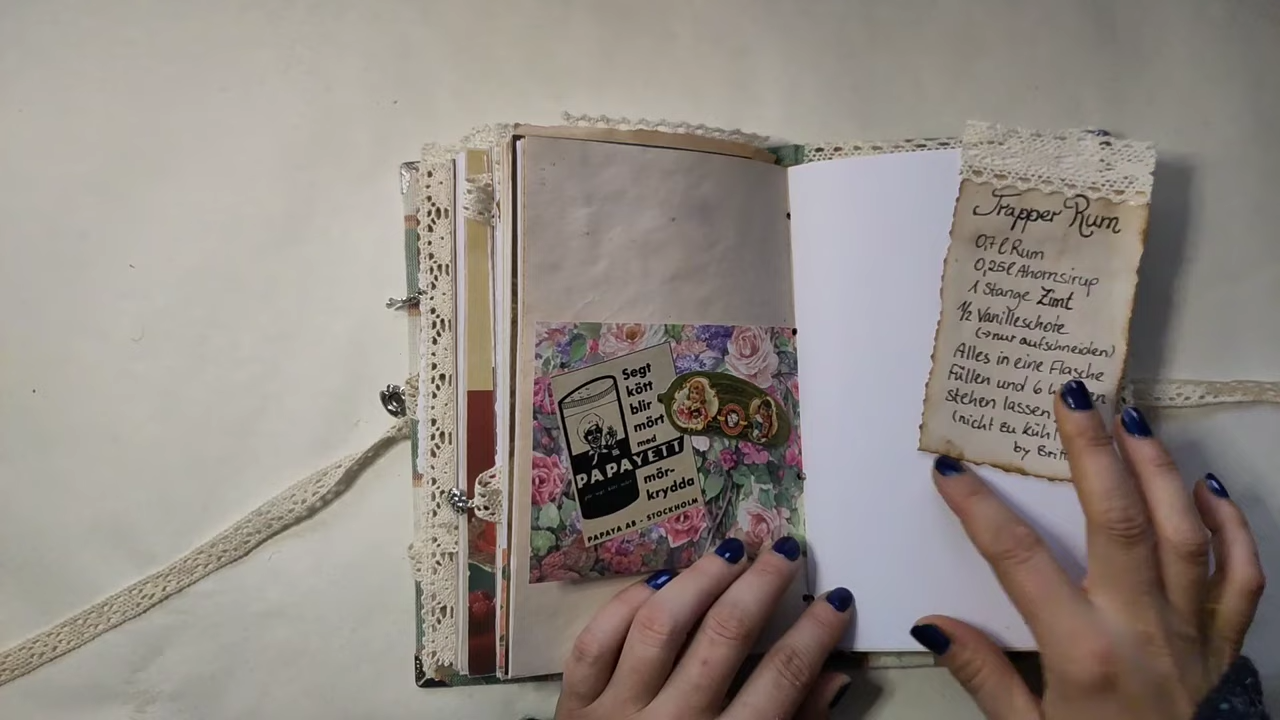 Segt
kött
blir
mört
med
PAPAYETT
mör-
krydda
PAPAYA AB - STOCKHOLM
PAPAYETT
Trapper Rum
0,7 l Rum
0,25 l Ahornsirup
1 Stange Zimt
1/2 Vanilleschote
(→ nur aufschneiden)
Alles in eine Flasche
Füllen und 6
stehen lassen
(nicht zu kühl
by